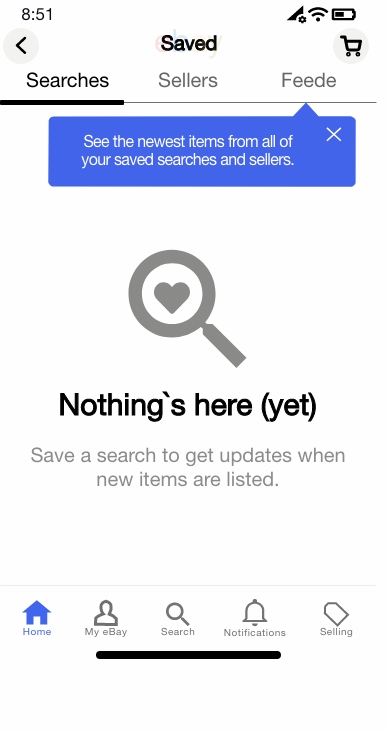 8:51
Saved
Searches Sellers Feede
See the newest items from all of
your saved searches and sellers.
Nothing`s here (yet)
Save a search to get updates when
new items are listed.
Home My eBay Search Notifications Selling